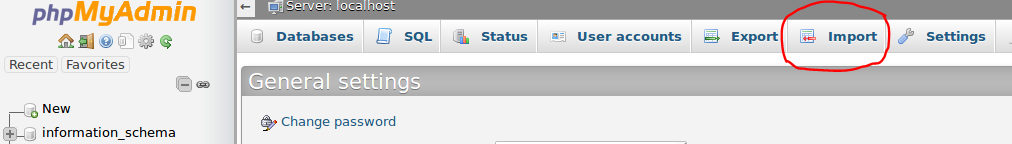 phpMyAdmin
Recent Favorites
New
information_schema
Server: localhost
Databases SQL Status User accounts Export Import Settings
General settings
Change password